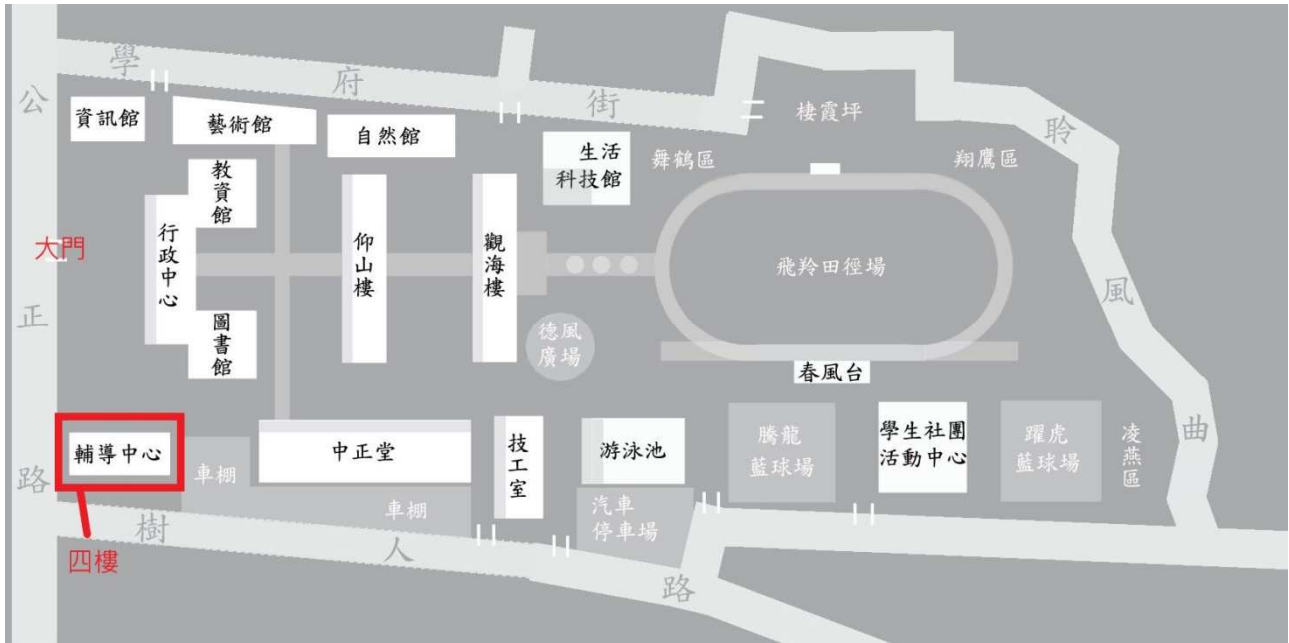 學府街
公正路
資訊館
藝術館
自然館
生活
科技館
棲霞坪
舞鶴區
翔鷹區
聆風曲
教資館
大門
行政中心
仰山樓
觀海樓
飛羚田徑場
圖書館
德風
廣場
春風台
輔導中心
車棚
中正堂
技工室
游泳池
騰龍
籃球場
學生社團
活動中心
躍虎
籃球場
凌燕區
車棚
汽車
停車場
四樓
樹人路